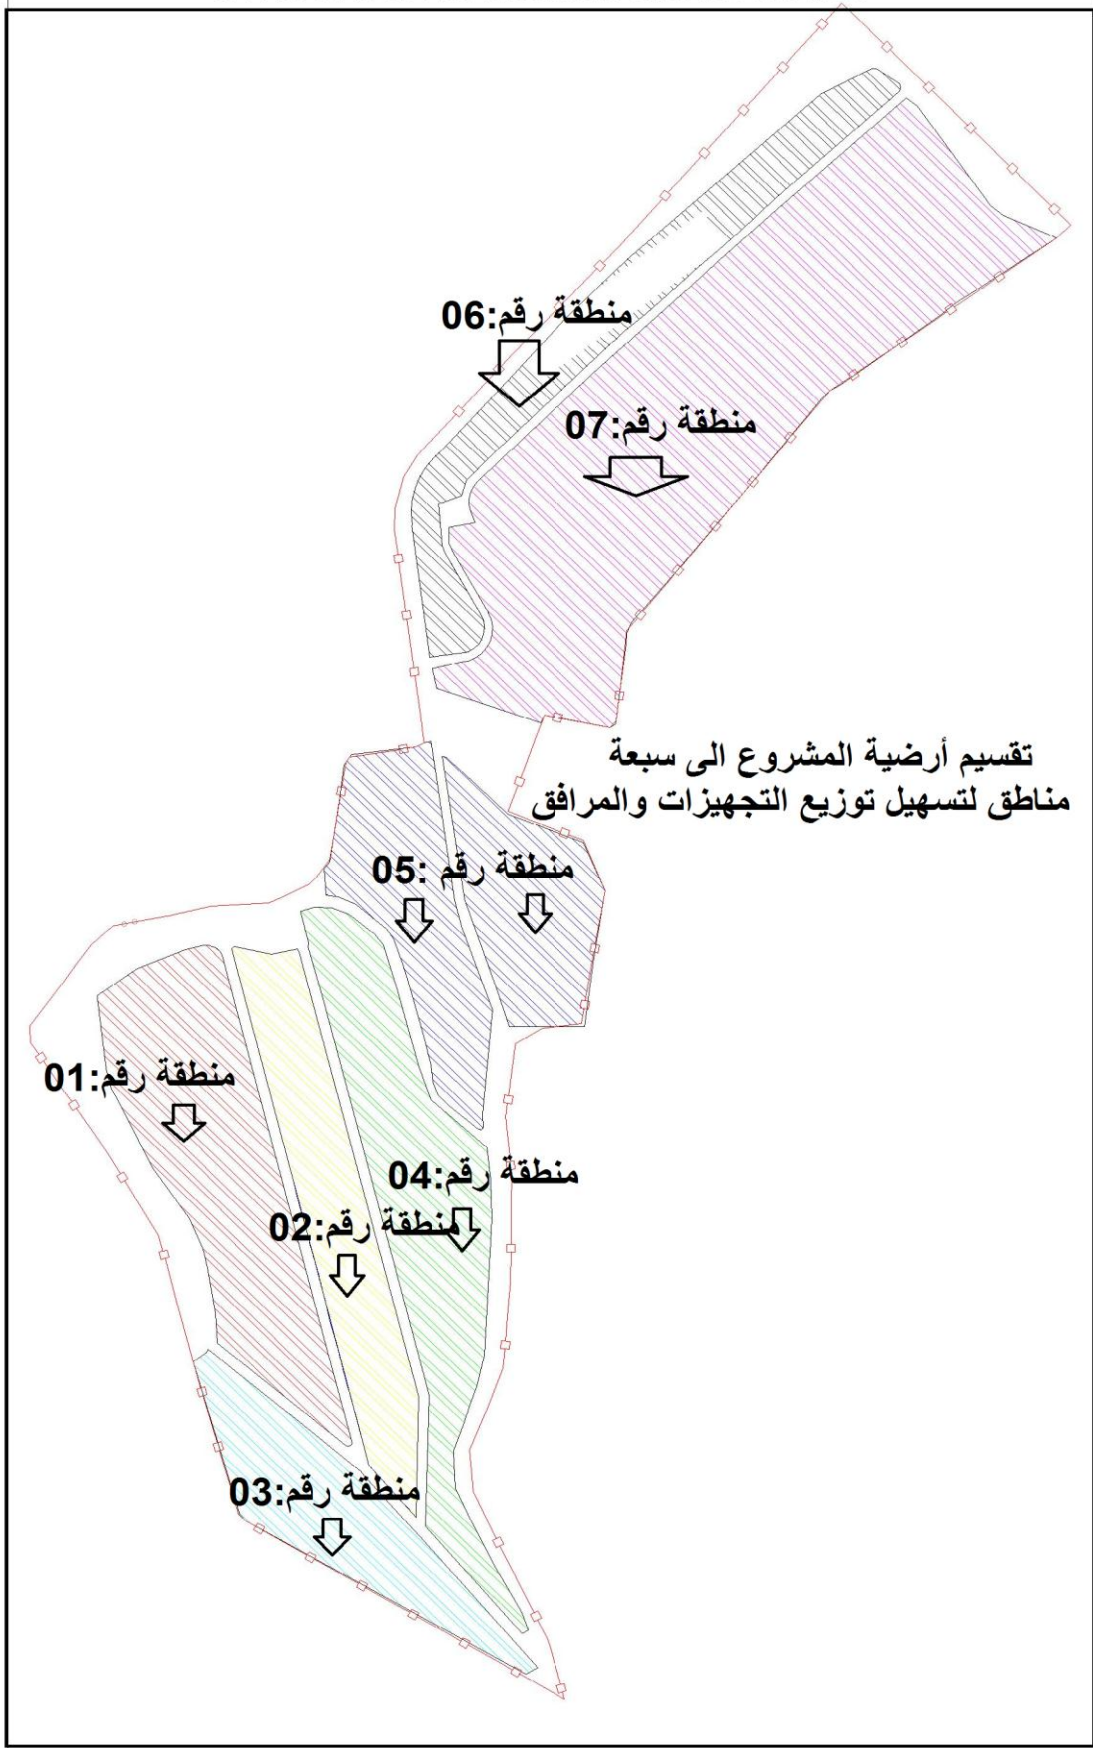 منطقة رقم:06
منطقة رقم:07
تقسيم أرضية المشروع الى سبعة
مناطق لتسهيل توزيع التجهيزات والمرافق
منطقة رقم :05
منطقة رقم:01
منطقة رقم:04
منطقة رقم:02
منطقة رقم:03